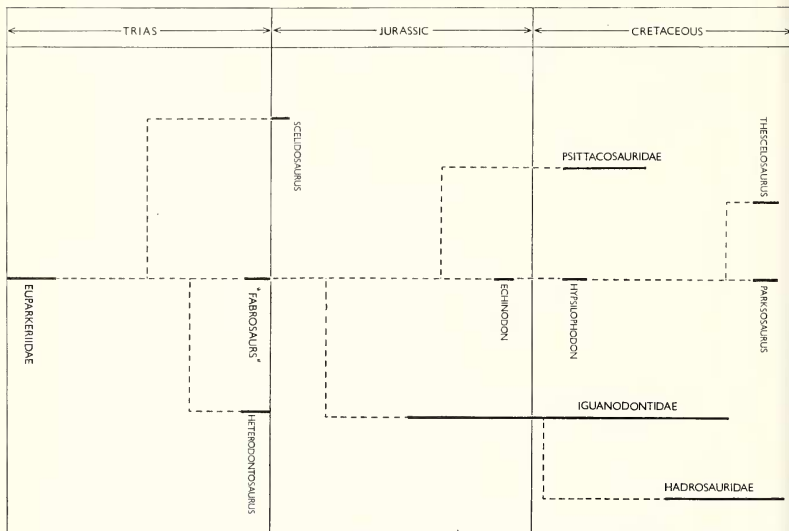 TRIAS
JURASSIC
CRETACEOUS
SCELIDOSAURUS
THESCELOSAURUS
PSITTACOSAURIDAE
EUPARKERIIDAE
"FABROSAURS"
ECHINODON
HYPSILOPHODON
PARKSOSAURUS
IGUANODONTIDAE
HETERODONTOSAURUS
HADROSAURIDAE